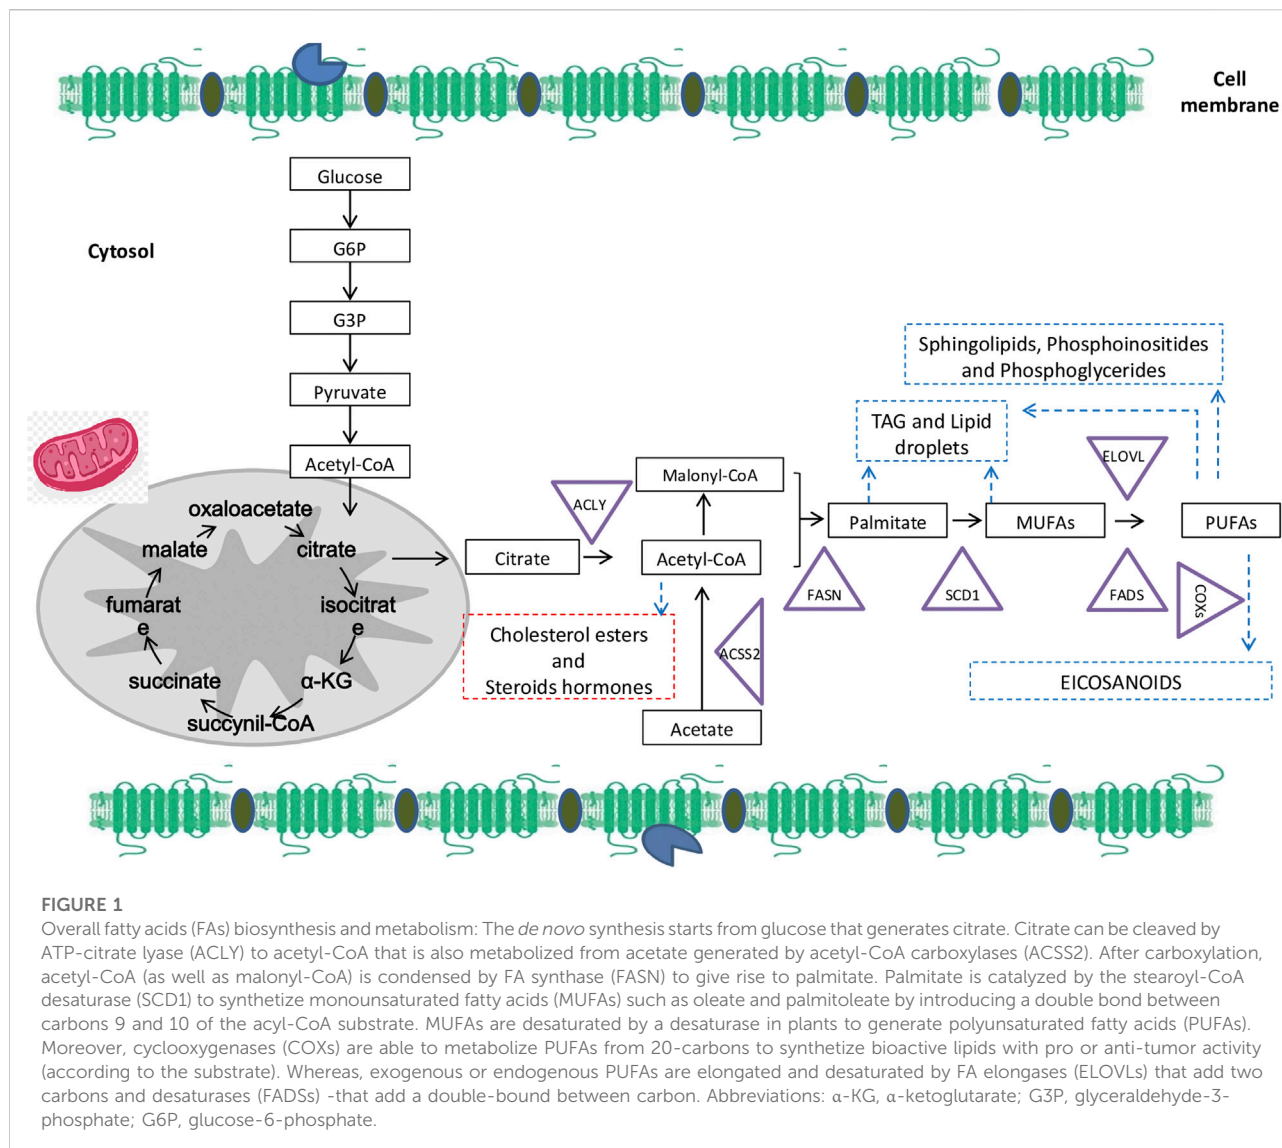 Cell
membrane
Glucose
Cytosol
G6P
G3P
Pyruvate
Acetyl-CoA
oxaloacetate
malate
citrate
fumarat
e
isocitrat
e
succinate
α-KG
succynil-CoA
Citrate
ACLY
Malonyl-CoA
Acetyl-CoA
Cholesterol esters
and
Steroids hormones
ACSS2
Acetate
Sphingolipids, Phosphoinositides
and Phosphoglycerides
TAG and Lipid
droplets
ELOVL
Palmitate
MUFAs
PUFAs
FASN
SCD1
FADS
COXs
EICOSANOIDS
FIGURE 1
Overall fatty acids (FAs) biosynthesis and metabolism: The de novo synthesis starts from glucose that generates citrate. Citrate can be cleaved by
ATP-citrate lyase (ACLY) to acetyl-CoA that is also metabolized from acetate generated by acetyl-CoA carboxylases (ACSS2). After carboxylation,
acetyl-CoA (as well as malonyl-CoA) is condensed by FA synthase (FASN) to give rise to palmitate. Palmitate is catalyzed by the stearoyl-CoA
desaturase (SCD1) to synthetize monounsaturated fatty acids (MUFAs) such as oleate and palmitoleate by introducing a double bond between
carbons 9 and 10 of the acyl-CoA substrate. MUFAs are desaturated by a desaturase in plants to generate polyunsaturated fatty acids (PUFAs).
Moreover, cyclooxygenases (COXs) are able to metabolize PUFAs from 20-carbons to synthetize bioactive lipids with pro or anti-tumor activity
(according to the substrate). Whereas, exogenous or endogenous PUFAs are elongated and desaturated by FA elongases (ELOVLs) that add two
carbons and desaturases (FADSs) -that add a double-bound between carbon. Abbreviations: α-KG, α-ketoglutarate; G3P, glyceraldehyde-3-
phosphate; G6P, glucose-6-phosphate.